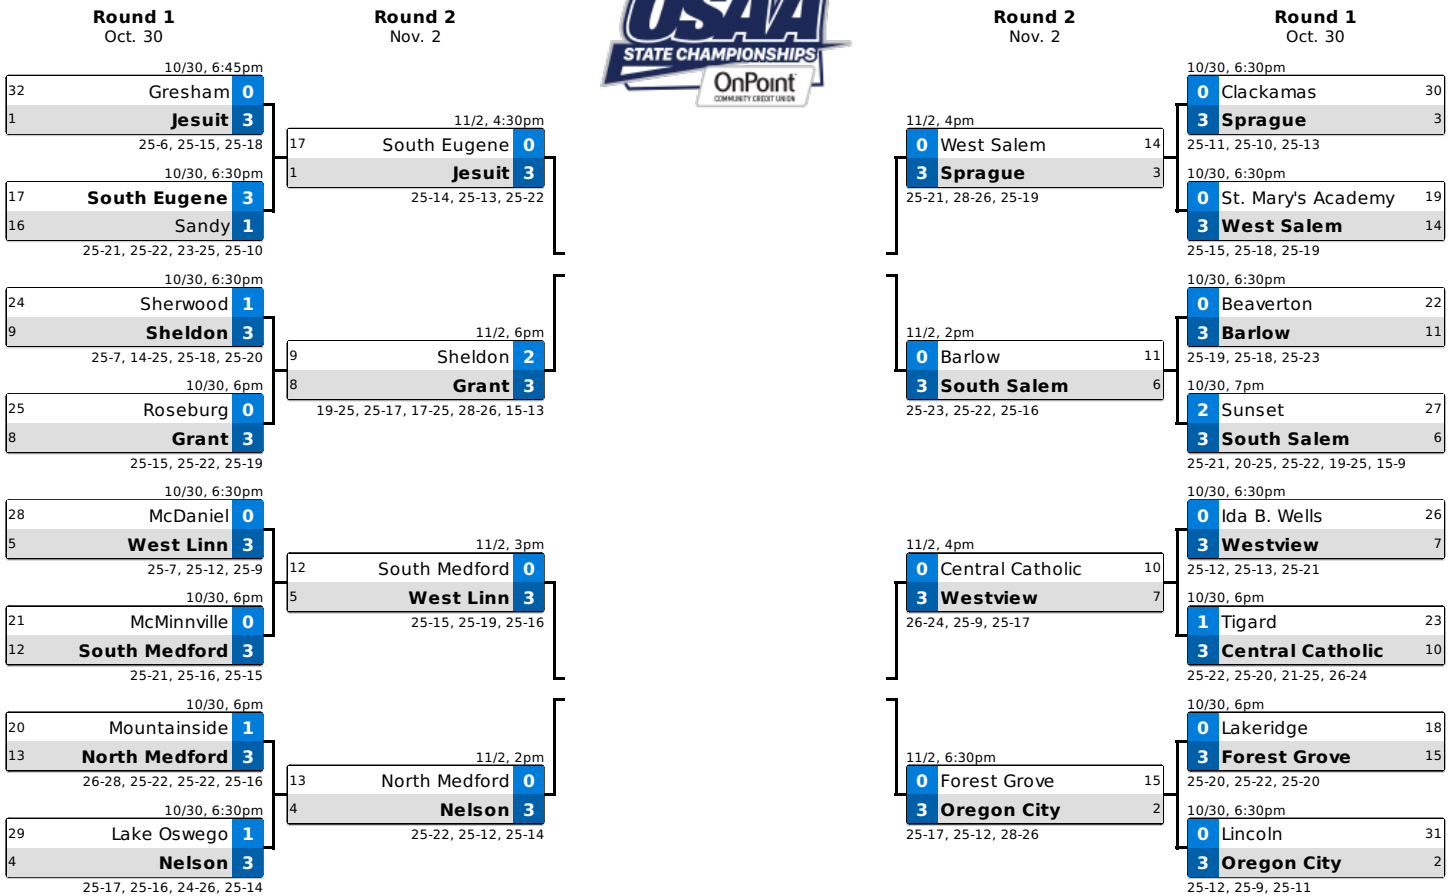 Round 1
Oct. 30
Round 2
Nov. 2
USAA
STATE CHAMPIONSHIPS
OnPoint
COMMUNITY CREDIT UNION
Round 2
Nov. 2
Round 1
Oct. 30
10/30, 6:45pm
32 Gresham 0
1 Jesuit 3
25-6, 25-15, 25-18
10/30, 6:30pm
17 South Eugene 3
16 Sandy 1
25-21, 25-22, 23-25, 25-10
10/30, 6:30pm
24 Sherwood 1
9 Sheldon 3
25-7, 14-25, 25-18, 25-20
10/30, 6pm
25 Roseburg 0
8 Grant 3
25-15, 25-22, 25-19
10/30, 6:30pm
28 McDaniel 0
5 West Linn 3
25-7, 25-12, 25-9
10/30, 6pm
21 McMinnville 0
12 South Medford 3
25-21, 25-16, 25-15
10/30, 6pm
20 Mountainside 1
13 North Medford 3
26-28, 25-22, 25-22, 25-16
10/30, 6:30pm
29 Lake Oswego 1
4 Nelson 3
25-17, 25-16, 24-26, 25-14
11/2, 4:30pm
17 South Eugene 0
1 Jesuit 3
25-14, 25-13, 25-22
11/2, 6pm
9 Sheldon 2
8 Grant 3
19-25, 25-17, 17-25, 28-26, 15-13
11/2, 3pm
12 South Medford 0
5 West Linn 3
25-15, 25-19, 25-16
11/2, 2pm
13 North Medford 0
4 Nelson 3
25-22, 25-12, 25-14
11/2, 4pm
0 West Salem 14
3 Sprague 3
25-21, 28-26, 25-19
11/2, 2pm
0 Barlow 11
3 South Salem 6
25-23, 25-22, 25-16
11/2, 4pm
0 Central Catholic 10
3 Westview 7
26-24, 25-9, 25-17
11/2, 6:30pm
0 Forest Grove 15
3 Oregon City 2
25-17, 25-12, 28-26
10/30, 6:30pm
0 Clackamas 30
3 Sprague 3
25-11, 25-10, 25-13
10/30, 6:30pm
0 St. Mary's Academy 19
3 West Salem 14
25-15, 25-18, 25-19
10/30, 6:30pm
0 Beaverton 22
3 Barlow 11
25-19, 25-18, 25-23
10/30, 7pm
2 Sunset 27
3 South Salem 6
25-21, 20-25, 25-22, 19-25, 15-9
10/30, 6:30pm
0 Ida B. Wells 26
3 Westview 7
25-12, 25-13, 25-21
10/30, 6pm
1 Tigard 23
3 Central Catholic 10
25-22, 25-20, 21-25, 26-24
10/30, 6pm
0 Lakeridge 18
3 Forest Grove 15
25-20, 25-22, 25-20
10/30, 6:30pm
0 Lincoln 31
3 Oregon City 2
25-12, 25-9, 25-11